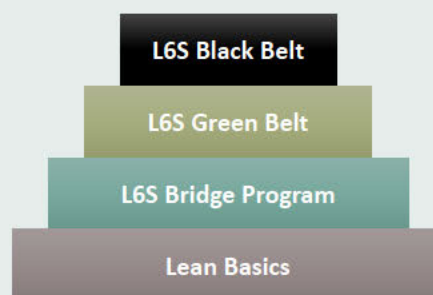 L6S Black Belt
L6S Green Belt
L6S Bridge Program
Lean Basics